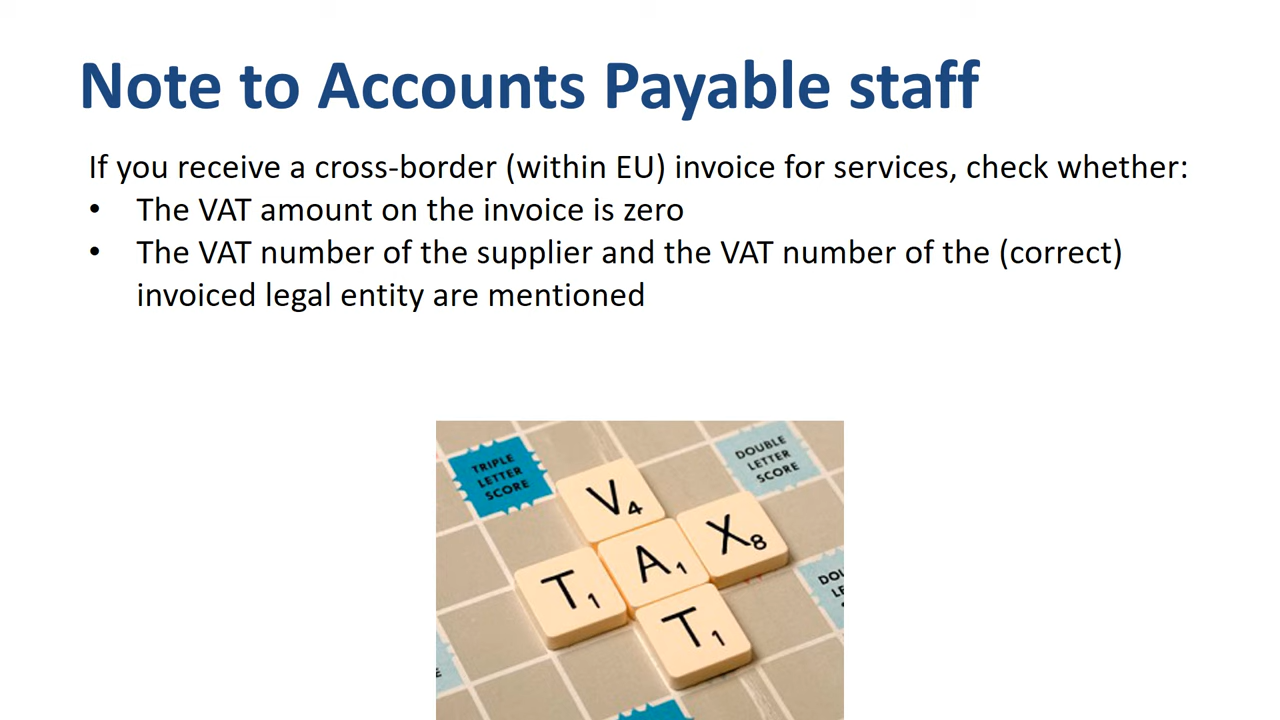 Note to Accounts Payable staff
If you receive a cross-border (within EU) invoice for services, check whether:
• The VAT amount on the invoice is zero
• The VAT number of the supplier and the VAT number of the (correct)
invoiced legal entity are mentioned
TRIPLE
LETTER
SCORE
DOUBLE
LETTER
SCORE
V4
T1 A1 X8
T1
DOU
LE